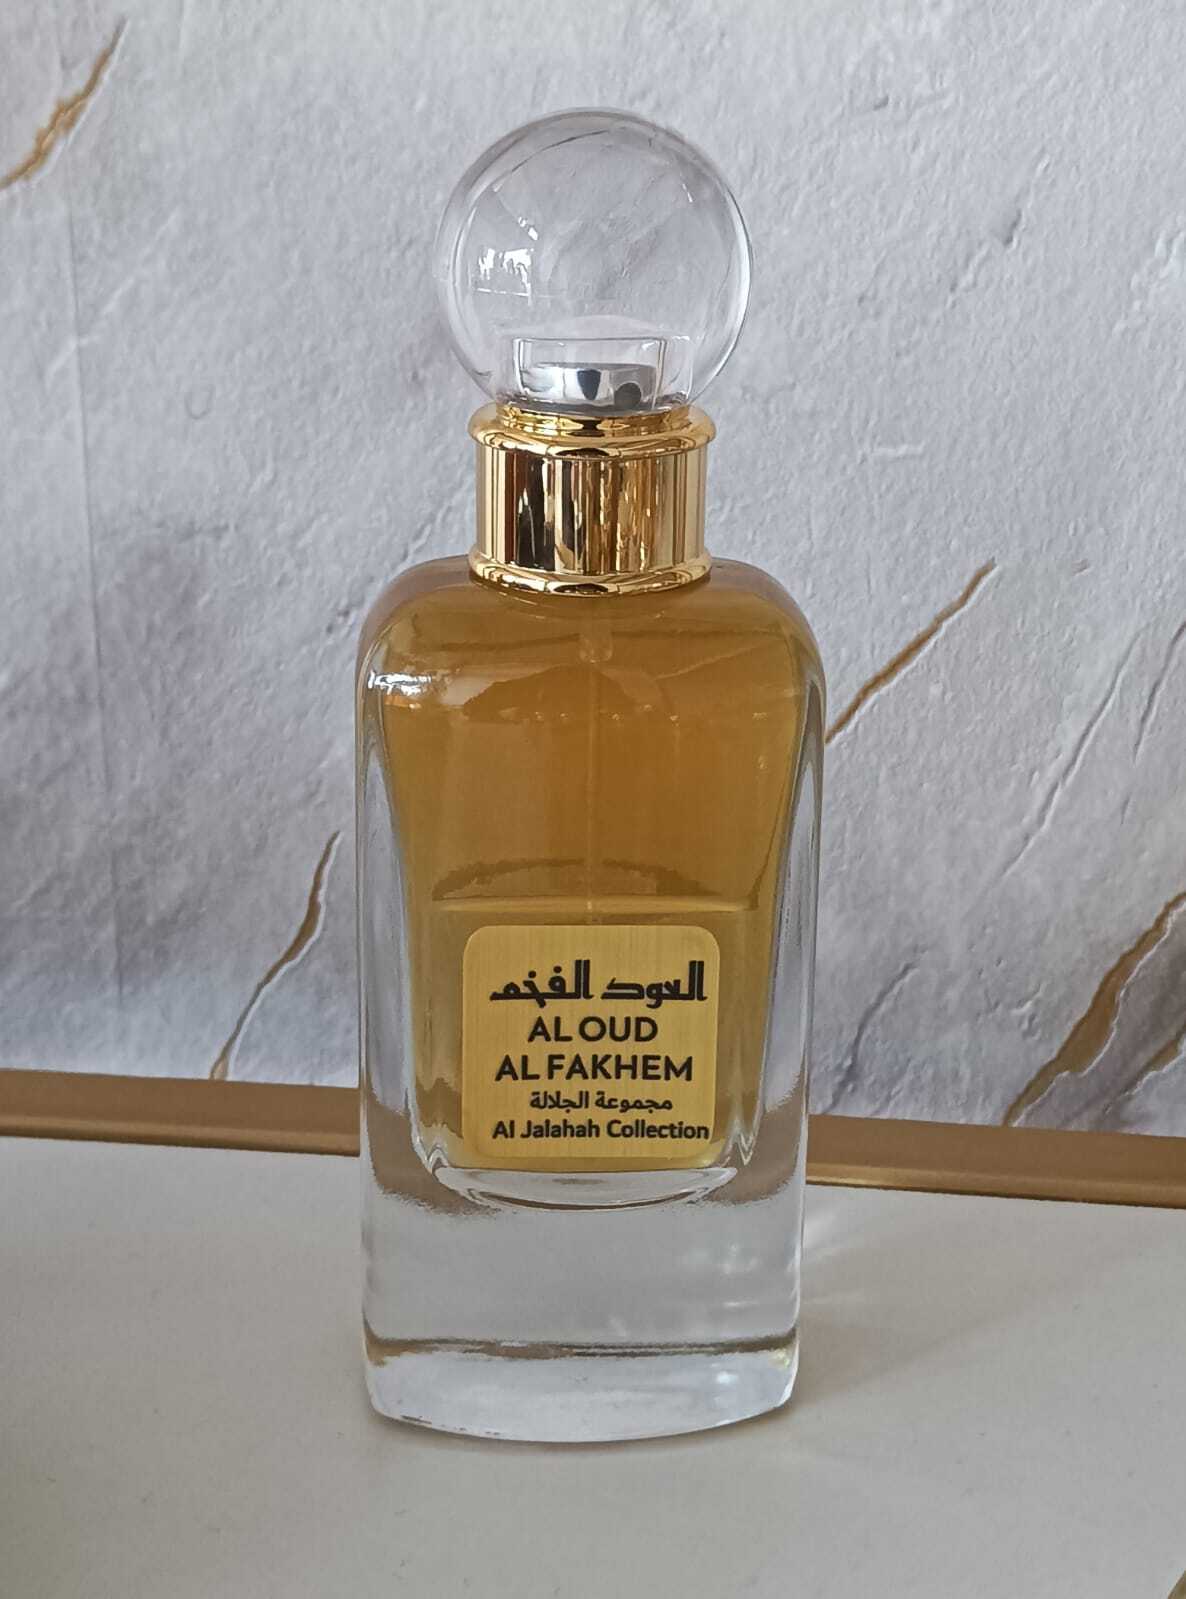 العود الفخم
AL OUD
AL FAKHEM
مجموعة الجلالة
Al Jalahah Collection